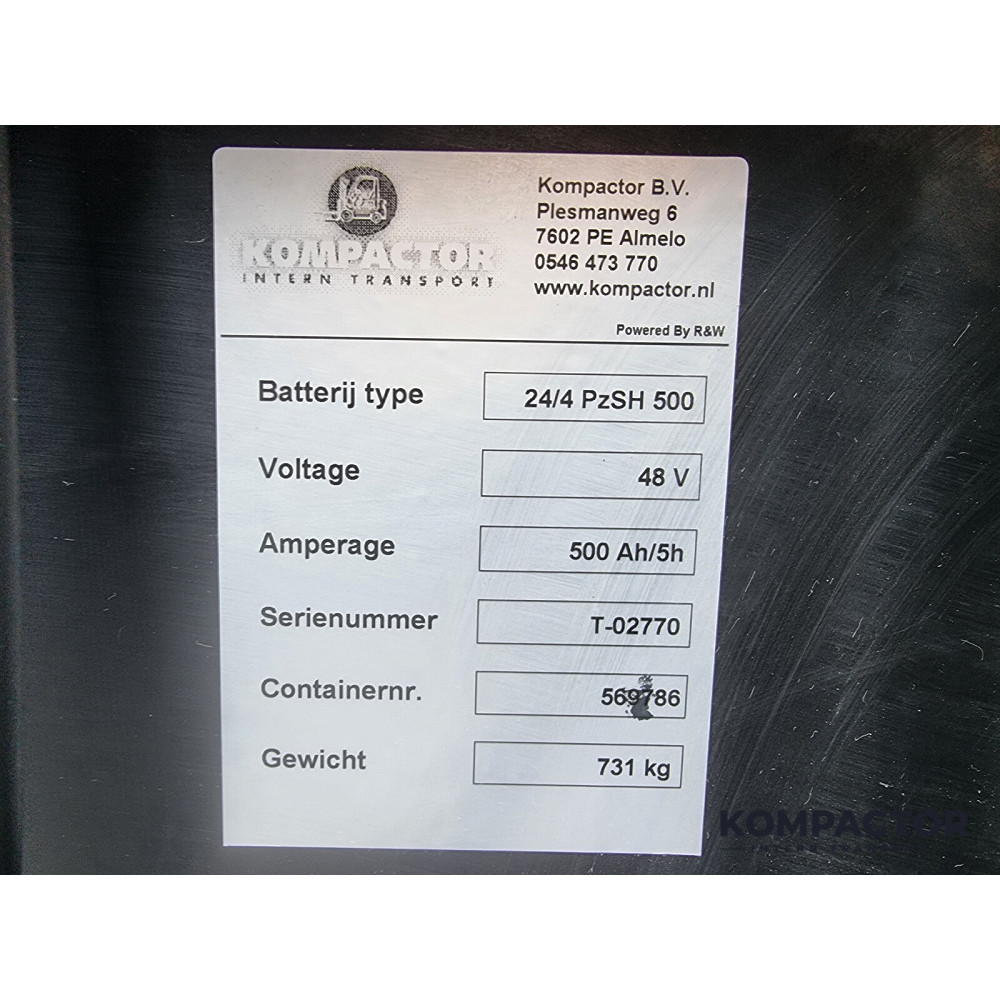 KOMPACTOR
INTERN TRANSPORT
Kompactor B.V.
Plesmanweg 6
7602 PE Almelo
0546 473 770
www.kompactor.nl
Powered By R&W
Batterij type 24/4 PzSH 500
Voltage 48 V
Amperage 500 Ah/5h
Serienummer T-02770
Containernr. 569786
Gewicht 731 kg
KOMPACTOR